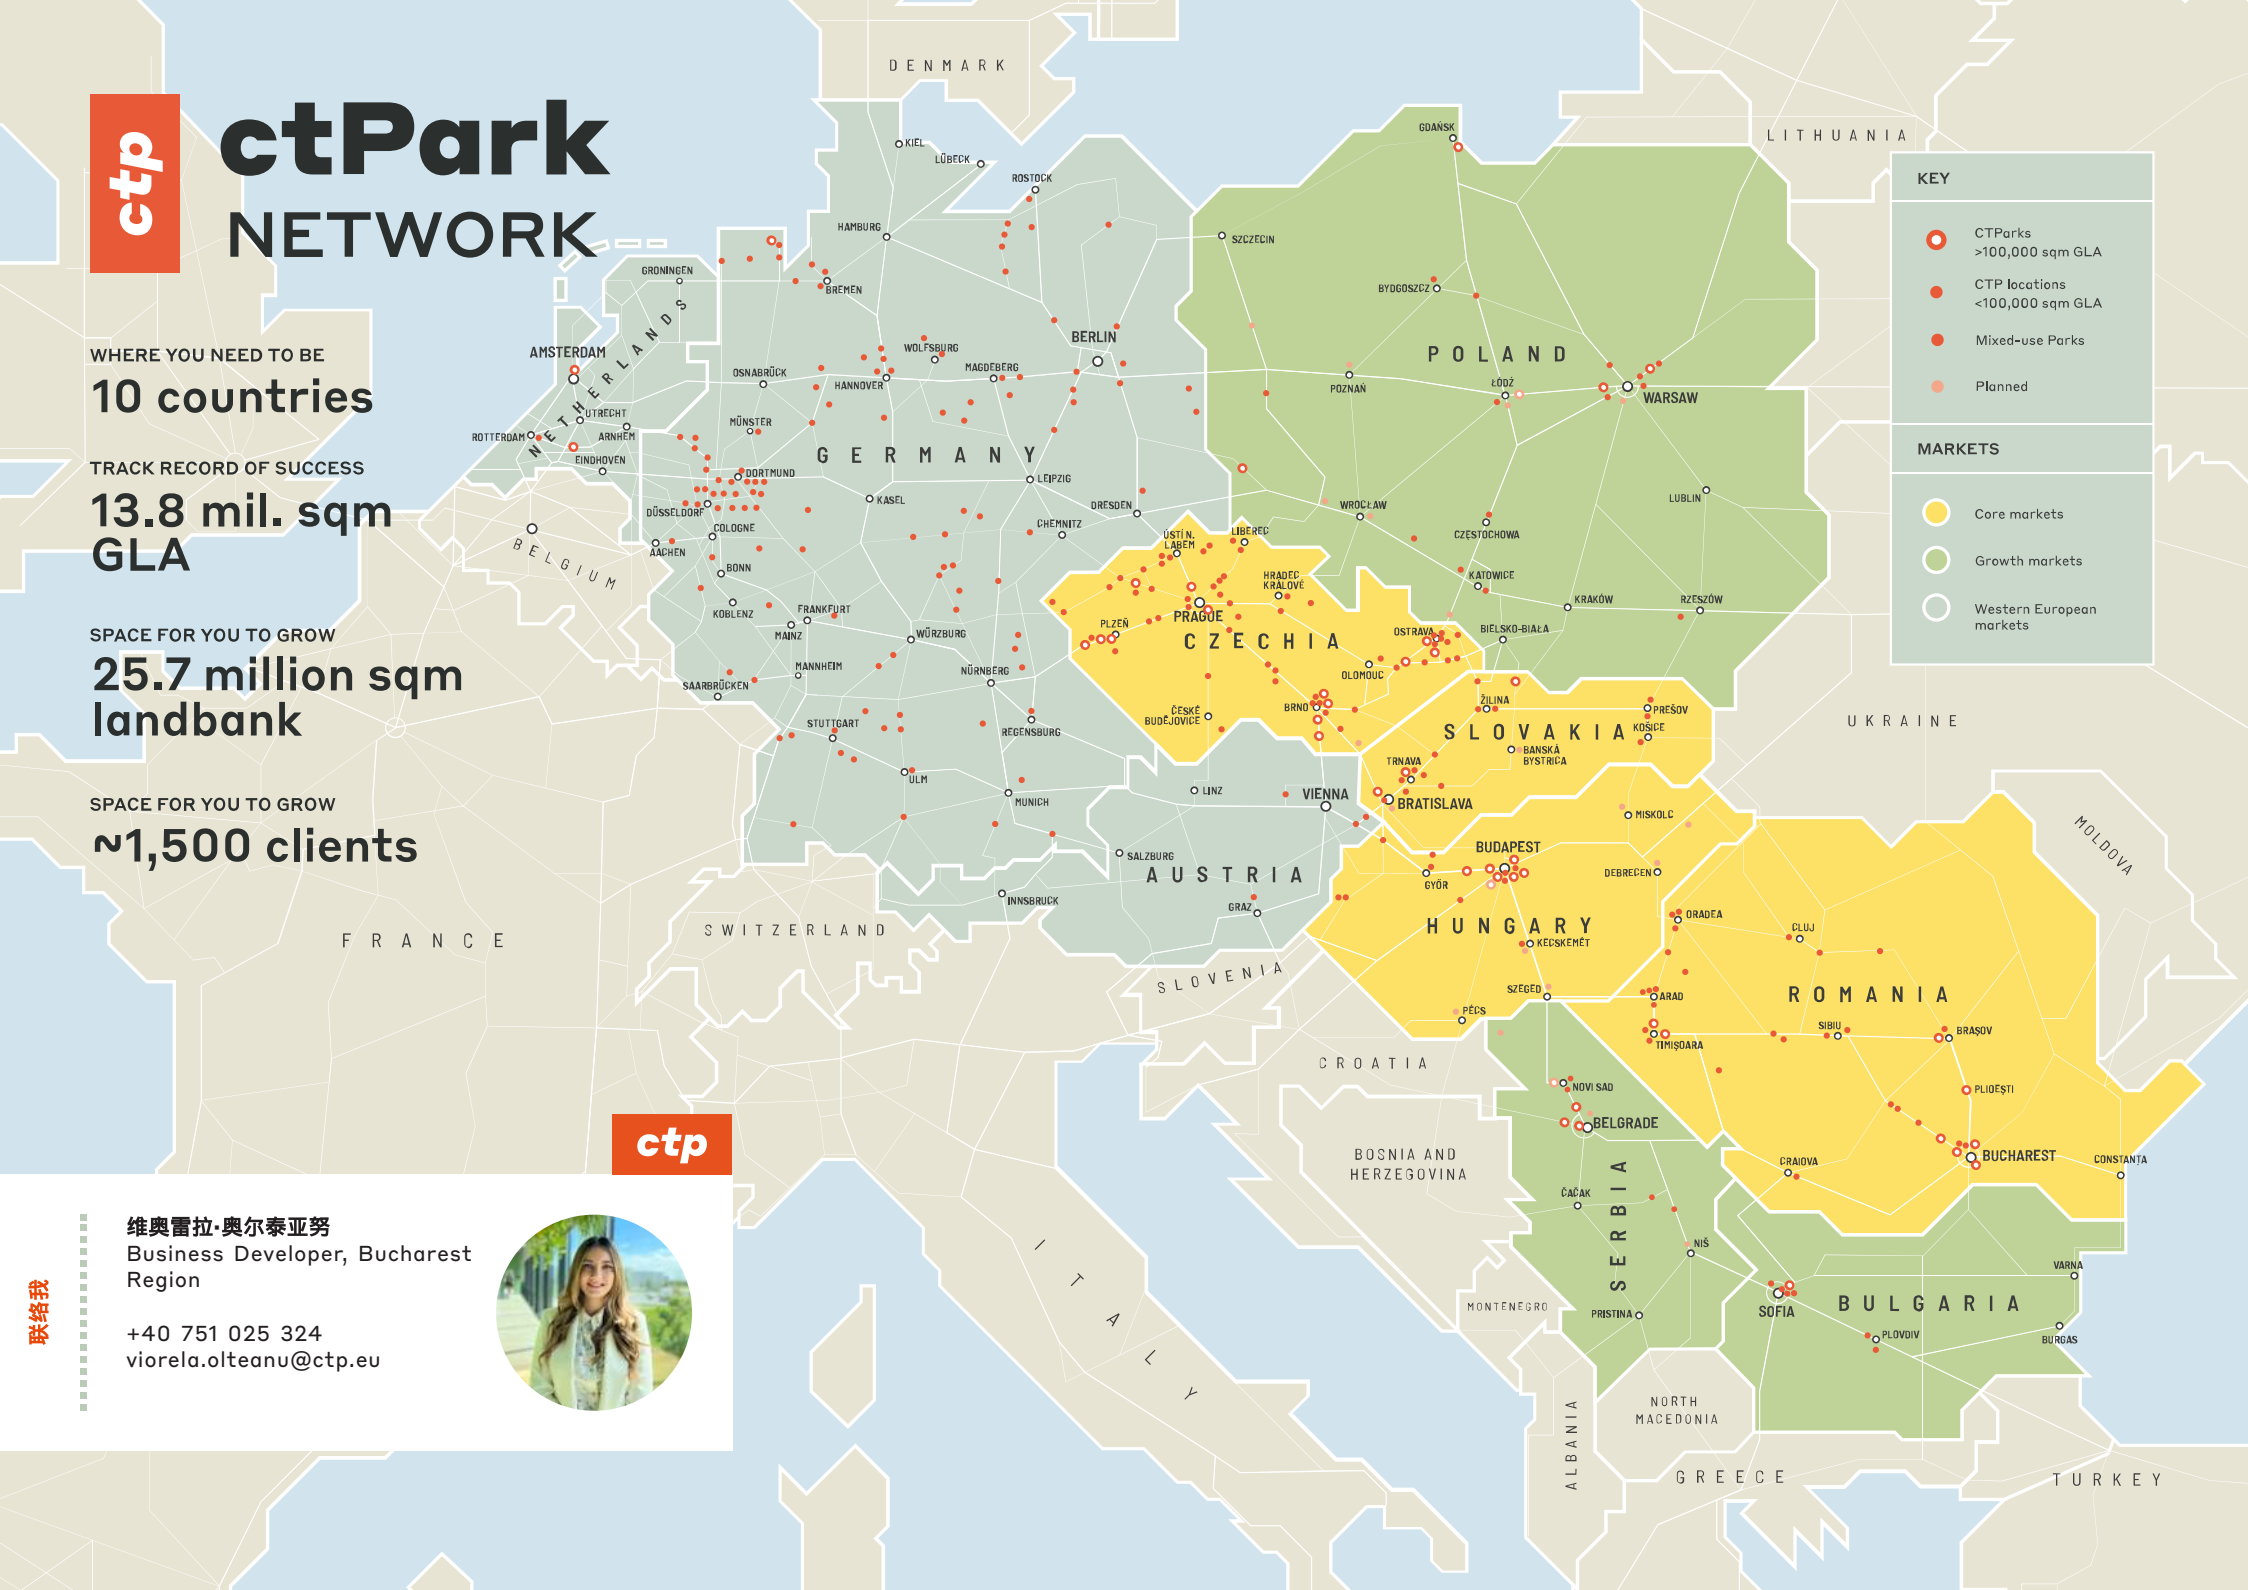 ctp
ctPark
NETWORK
WHERE YOU NEED TO BE
10 countries
TRACK RECORD OF SUCCESS
13.8 mil. sqm
GLA
SPACE FOR YOU TO GROW
25.7 million sqm
landbank
SPACE FOR YOU TO GROW
~1,500 clients
KEY
CTParks
>100,000 sqm GLA
CTP locations
<100,000 sqm GLA
Mixed-use Parks
Planned
MARKETS
Core markets
Growth markets
Western European
markets
DENMARK
LITHUANIA
KIEL
LÜBECK
ROSTOCK
HAMBURG
BREMEN
GRONINGEN
NETHERLANDS
AMSTERDAM
UTRECHT
ROTTERDAM
ARNHEM
EINDHOVEN
BELGIUM
OSNABRÜCK
HANNOVER
WOLFSBURG
MAGDEBERG
BERLIN
MÜNSTER
GERMANY
DORTMUND
DÜSSELDORF
KASEL
LEIPZIG
DRESDEN
CHEMNITZ
COLOGNE
AACHEN
BONN
KOBLENZ
FRANKFURT
MAINZ
WÜRZBURG
MANNHEIM
NÜRNBERG
SAARBRÜCKEN
STUTTGART
REGENSBURG
ULM
MUNICH
GDAŃSK
SZCZECIN
BYDGOSZCZ
POLAND
POZNAŃ
ŁÓDŹ
WARSAW
LUBLIN
WROCŁAW
CZĘSTOCHOWA
KATOWICE
KRAKÓW
RZESZÓW
BIELSKO-BIAŁA
ÚSTÍ N.
LABEM
LIBEREC
HRADEC
KRÁLOVÉ
PRAGUE
PLZEŇ
CZECHIA
OSTRAVA
OLOMOUC
BRNO
ČESKÉ
BUDĚJOVICE
ŽILINA
PREŠOV
SLOVAKIA
KOŠICE
BANSKÁ
BYSTRICA
TRNAVA
BRATISLAVA
UKRAINE
MOLDOVA
LINZ
VIENNA
SALZBURG
AUSTRIA
INNSBRUCK
GRAZ
MISKOLC
BUDAPEST
GYŐR
DEBRECEN
HUNGARY
KECSKEMÉT
SZEGED
PÉCS
ORADEA
CLUJ
ROMANIA
ARAD
TIMIȘOARA
SIBIU
BRAȘOV
PLIOEȘTI
BUCHAREST
CONSTANȚA
CRAIOVA
FRANCE
SWITZERLAND
SLOVENIA
CROATIA
BOSNIA AND
HERZEGOVINA
NOVI SAD
BELGRADE
ČAČAK
SERBIA
NIŠ
PRISTINA
MONTENEGRO
ITALY
ALBANIA
NORTH
MACEDONIA
GREECE
TURKEY
SOFIA
BULGARIA
VARNA
BURGAS
PLOVDIV
ctp
联络我
维奥雷拉·奥尔泰亚努
Business Developer, Bucharest
Region
+40 751 025 324
viorela.olteanu@ctp.eu